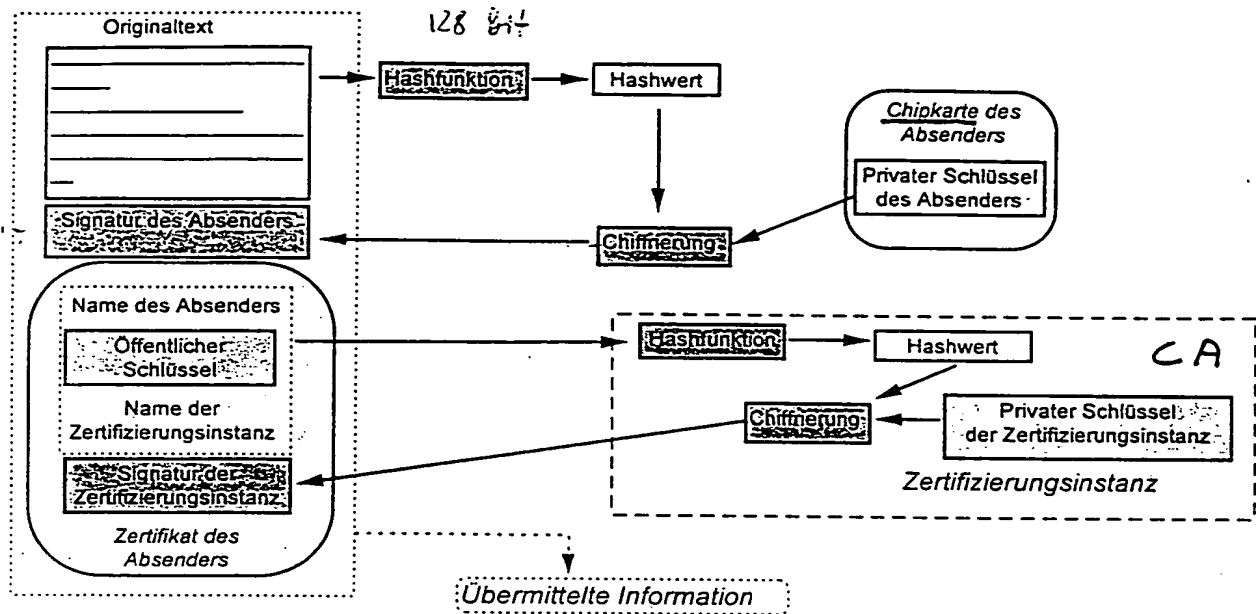 Originaltext
128 bit
Hashfunktion
Hashwert
Chipkarte des
Absenders
Privater Schlüssel
des Absenders
Signatur des Absenders
Chiffrierung
Name des Absenders
Öffentlicher
Schlüssel
Name der
Zertifizierungsinstanz
Signatur der
Zertifizierungsinstanz
Zertifikat des
Absenders
Hashfunktion
Hashwert
CA
Chiffrierung
Privater Schlüssel
der Zertifizierungsinstanz
Zertifizierungsinstanz
Übermittelte Information